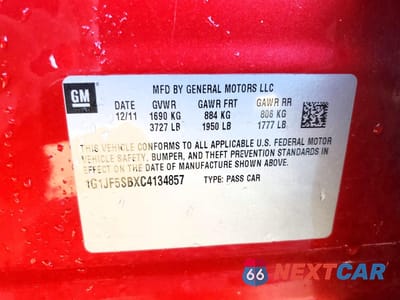 GM
MFD BY GENERAL MOTORS LLC
DATE GVWR GAWR FRT GAWR RR
12/11 1690 KG 884 KG 806 KG
3727 LB 1950 LB 1777 LB
THIS CAR CONFORMS TO ALL APPLICABLE U.S. FEDERAL MOTOR
VEHICLE SAFETY, BUMPER, AND THEFT PREVENTION STANDARDS
IN EFFECT ON THE DATE OF MANUFACTURE SHOWN ABOVE.
1G1JF5SBXC4134857 TYPE: PASS CAR
66 NEXTCAR